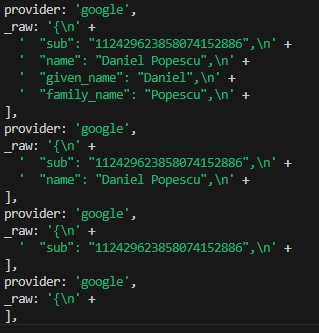 provider: 'google',
_raw: '{\n' +
  '  "sub": "112429623858074152886",\n' +
  '  "name": "Daniel Popescu",\n' +
  '  "given_name": "Daniel",\n' +
  '  "family_name": "Popescu",\n' +
],
provider: 'google',
_raw: '{\n' +
  '  "sub": "112429623858074152886",\n' +
  '  "name": "Daniel Popescu",\n' +
],
provider: 'google',
_raw: '{\n' +
  '  "sub": "112429623858074152886",\n' +
],
provider: 'google',
_raw: '{\n' +
],